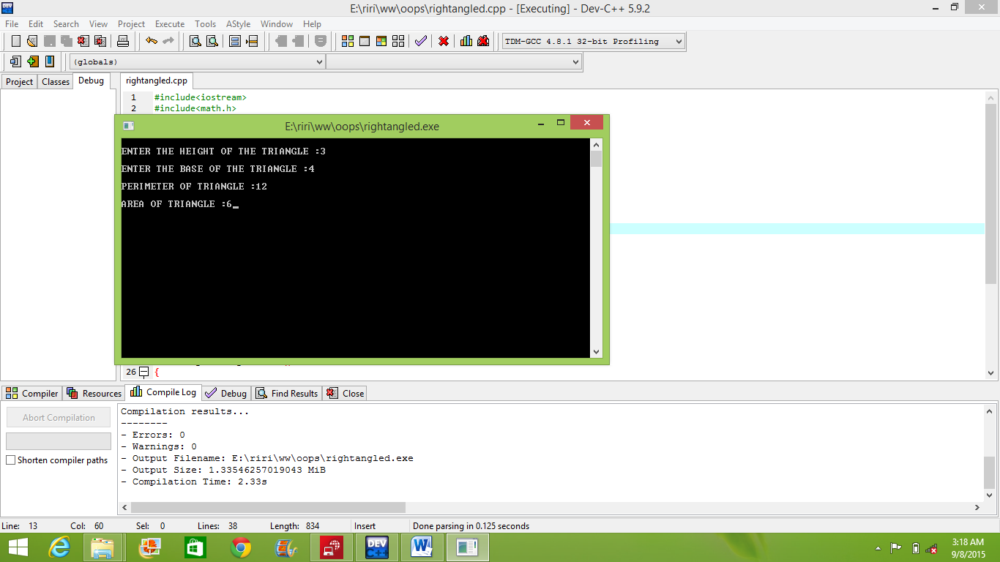 E:\riri\ww\oops\rightangled.cpp - [Executing] - Dev-C++ 5.9.2
File Edit Search View Project Execute Tools AStyle Window Help
TDM-GCC 4.8.1 32-bit Profiling
(globals)
Project Classes Debug
rightangled.cpp
1 #include<iostream>
2 #include<math.h>
E:\riri\ww\oops\rightangled.exe
ENTER THE HEIGHT OF THE TRIANGLE :3
ENTER THE BASE OF THE TRIANGLE :4
PERIMETER OF TRIANGLE :12
AREA OF TRIANGLE :6_
26 {
Compiler Resources Compile Log Debug Find Results Close
Abort Compilation
Shorten compiler paths
Compilation results...
--------
- Errors: 0
- Warnings: 0
- Output Filename: E:\riri\ww\oops\rightangled.exe
- Output Size: 1.33546257019043 MiB
- Compilation Time: 2.33s
Line: 13 Col: 60 Sel: 0 Lines: 38 Length: 834 Insert Done parsing in 0.125 seconds
DEV C++
3:18 AM
9/8/2015